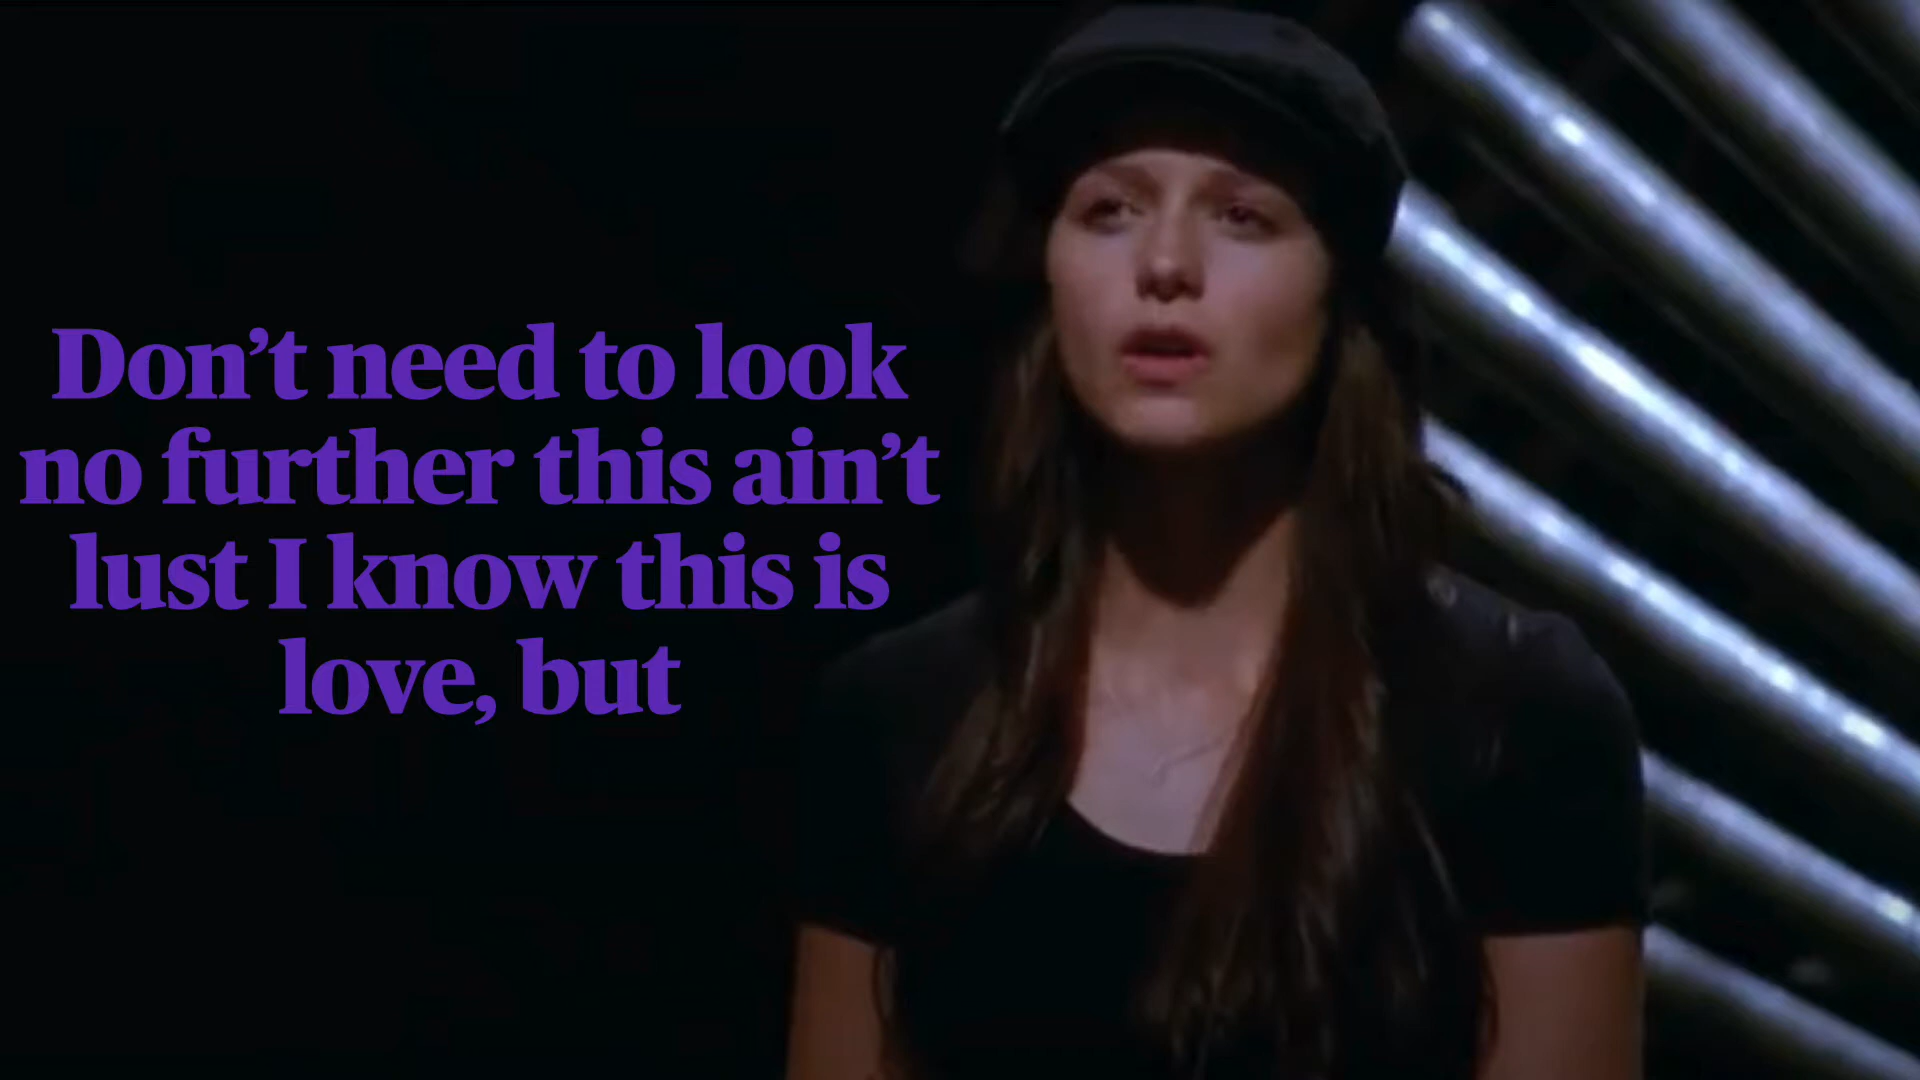 Don’t need to look
no further this ain’t
lust I know this is
love, but